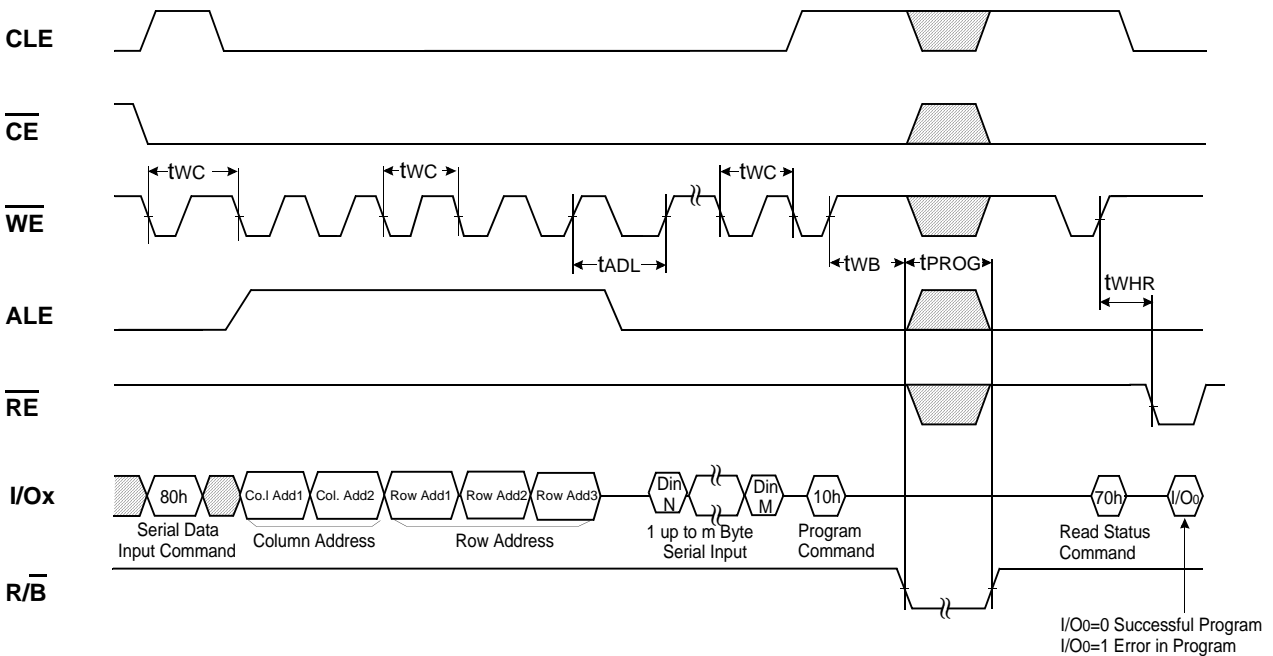 CLE
CE
tWC tWC tWC
WE
tADL tWB tPROG
tWHR
ALE
RE
I/Ox 80h Co.l Add1 Col. Add2 Row Add1 Row Add2 Row Add3 Din N Din M 10h 70h I/O0
Serial Data
Input Command
Column Address
Row Address
1 up to m Byte
Serial Input
Program
Command
Read Status
Command
R/B
I/O0=0 Successful Program
I/O0=1 Error in Program